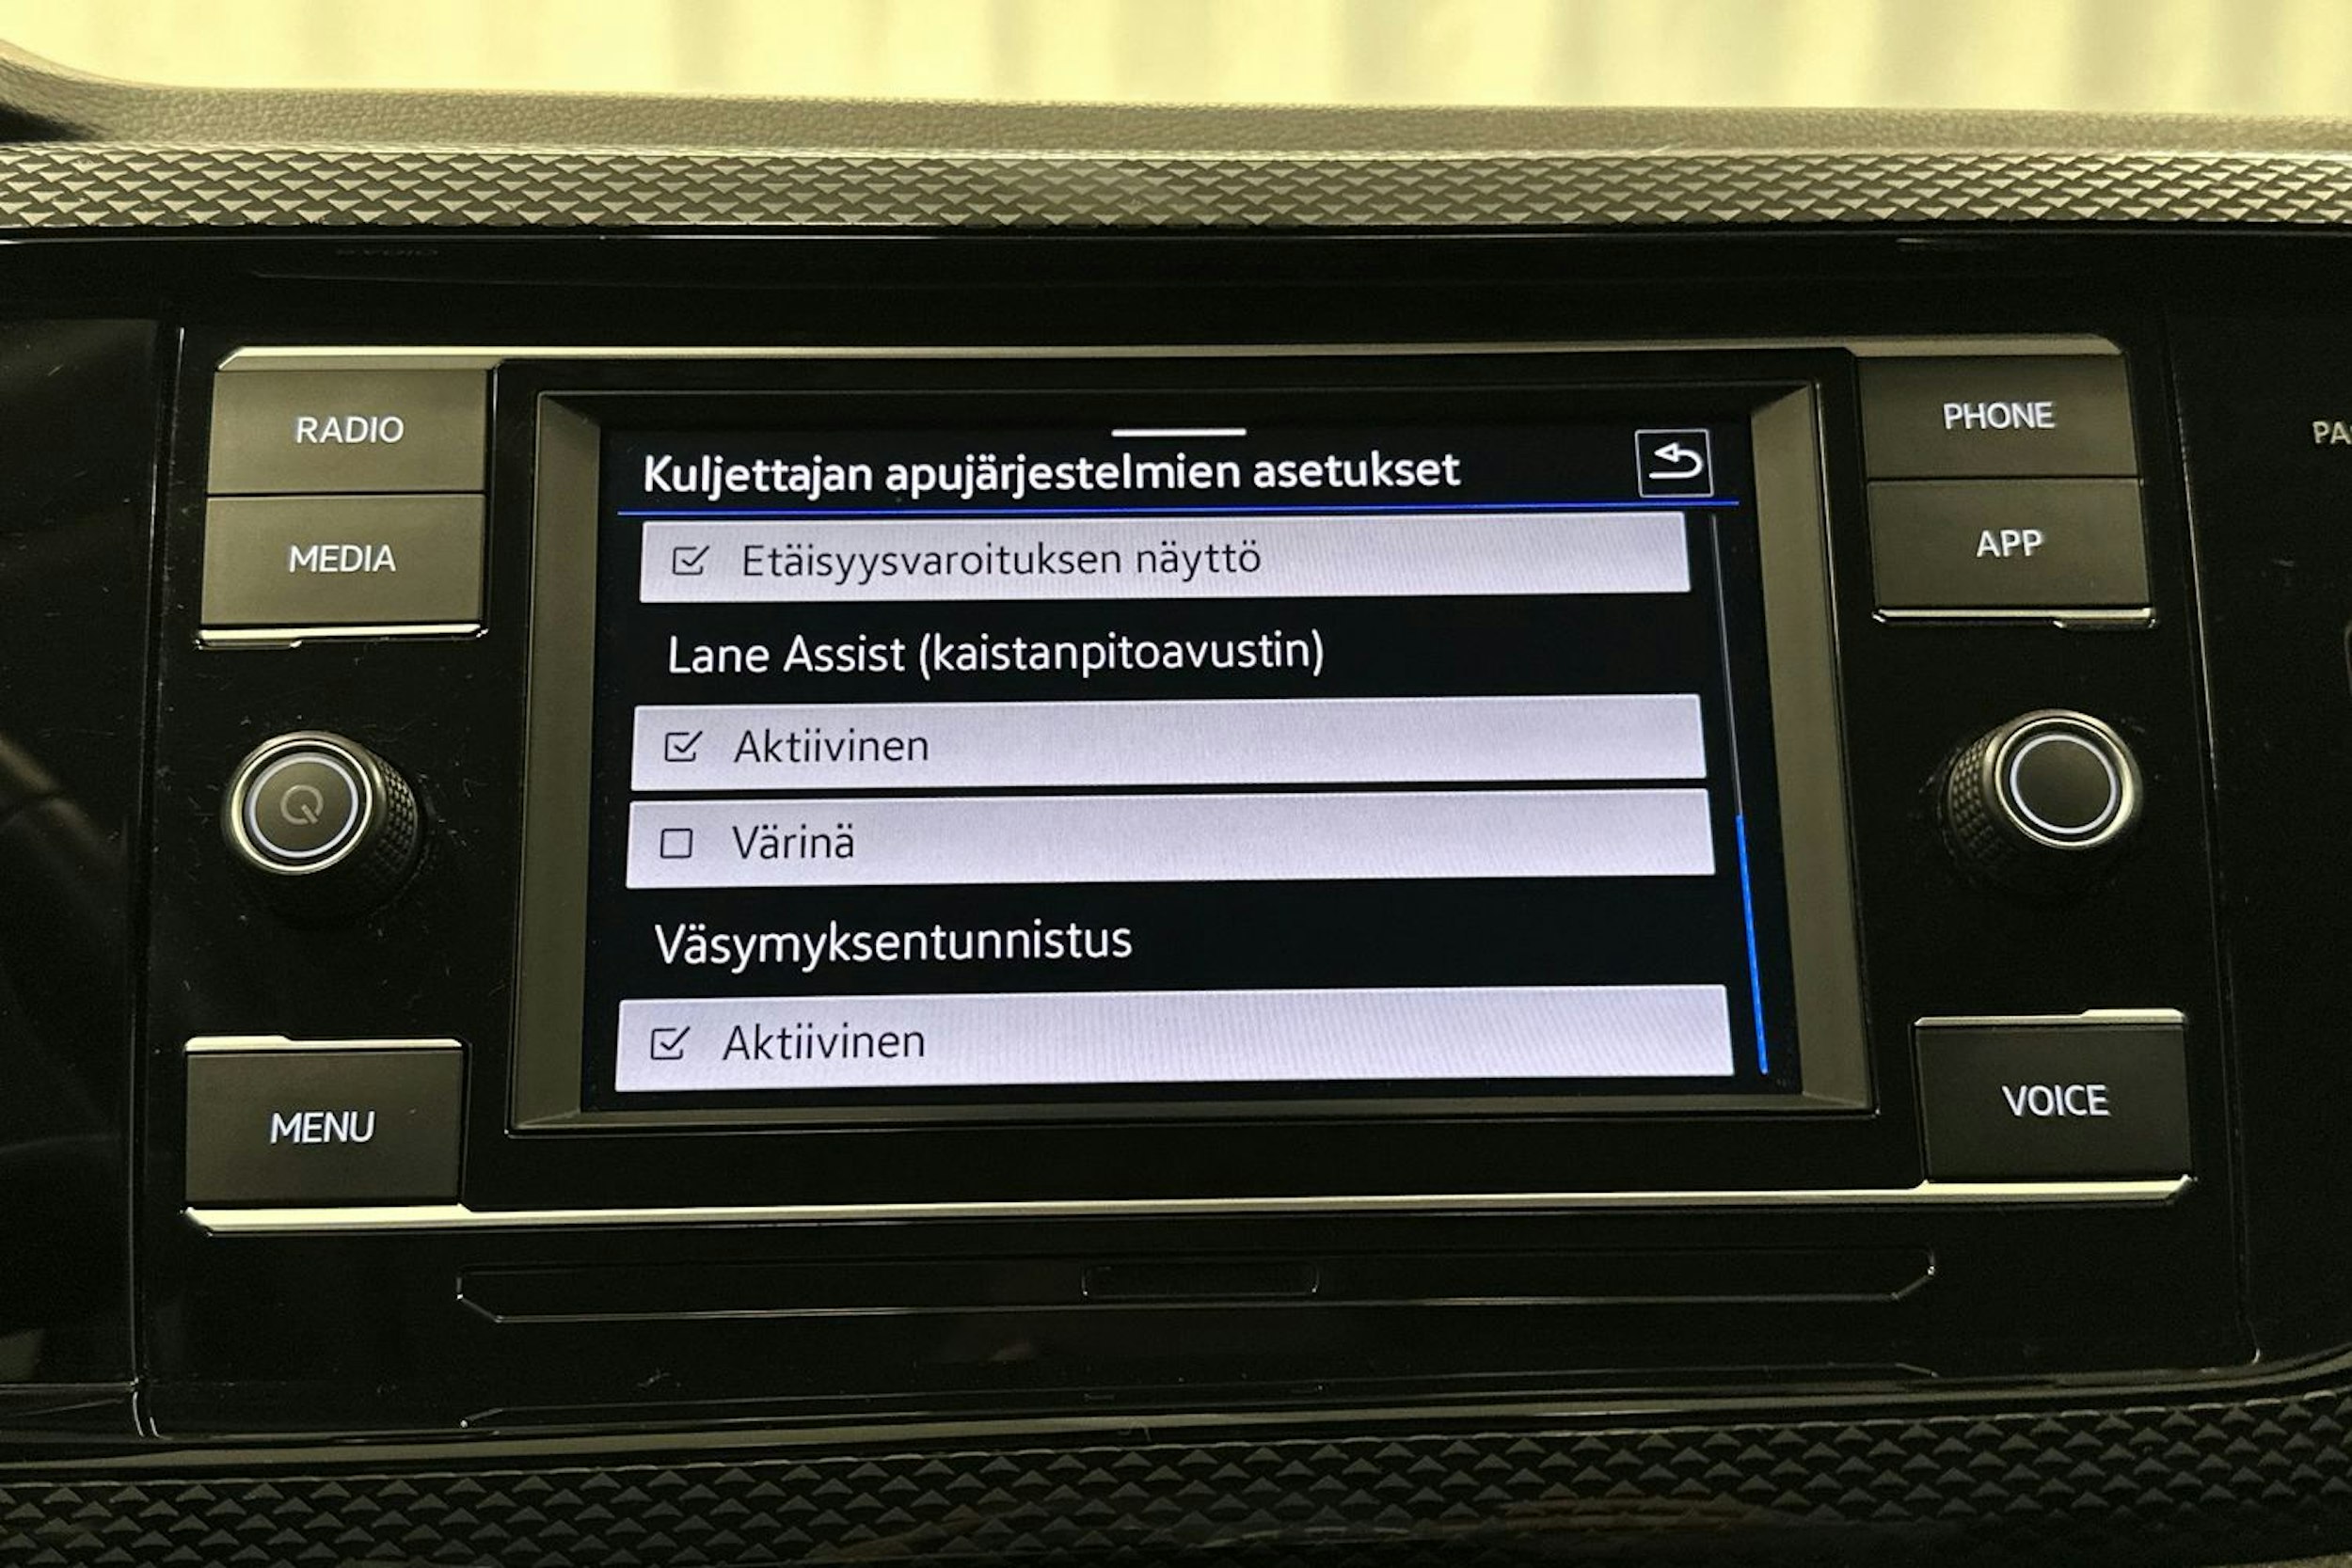 RADIO
MEDIA
MENU
Kuljettajan apujärjestelmien asetukset
Etäisyysvaroituksen näyttö
Lane Assist (kaistanpitoavustin)
Aktiivinen
Värinä
Väsymyksentunnistus
Aktiivinen
PHONE
APP
VOICE